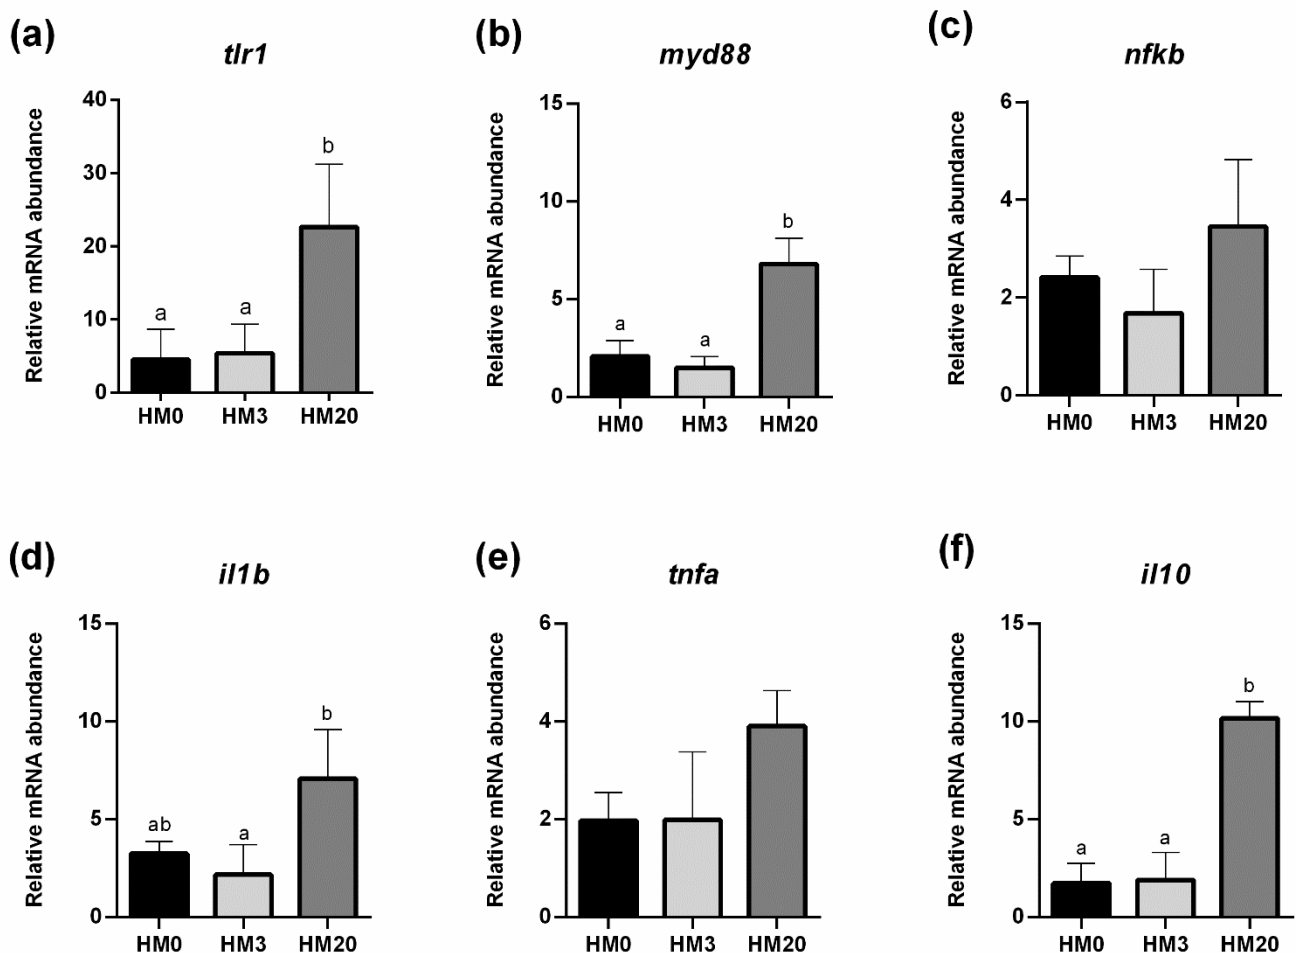 (a)
tlr1
Relative mRNA abundance
40
30
20
10
0
a
a
b
HM0 HM3 HM20
(b)
myd88
Relative mRNA abundance
15
10
5
0
a
a
b
HM0 HM3 HM20
(c)
nfkb
Relative mRNA abundance
6
4
2
0
HM0 HM3 HM20
(d)
il1b
Relative mRNA abundance
15
10
5
0
ab
a
b
HM0 HM3 HM20
(e)
tnfa
Relative mRNA abundance
6
4
2
0
HM0 HM3 HM20
(f)
il10
Relative mRNA abundance
15
10
5
0
a
a
b
HM0 HM3 HM20